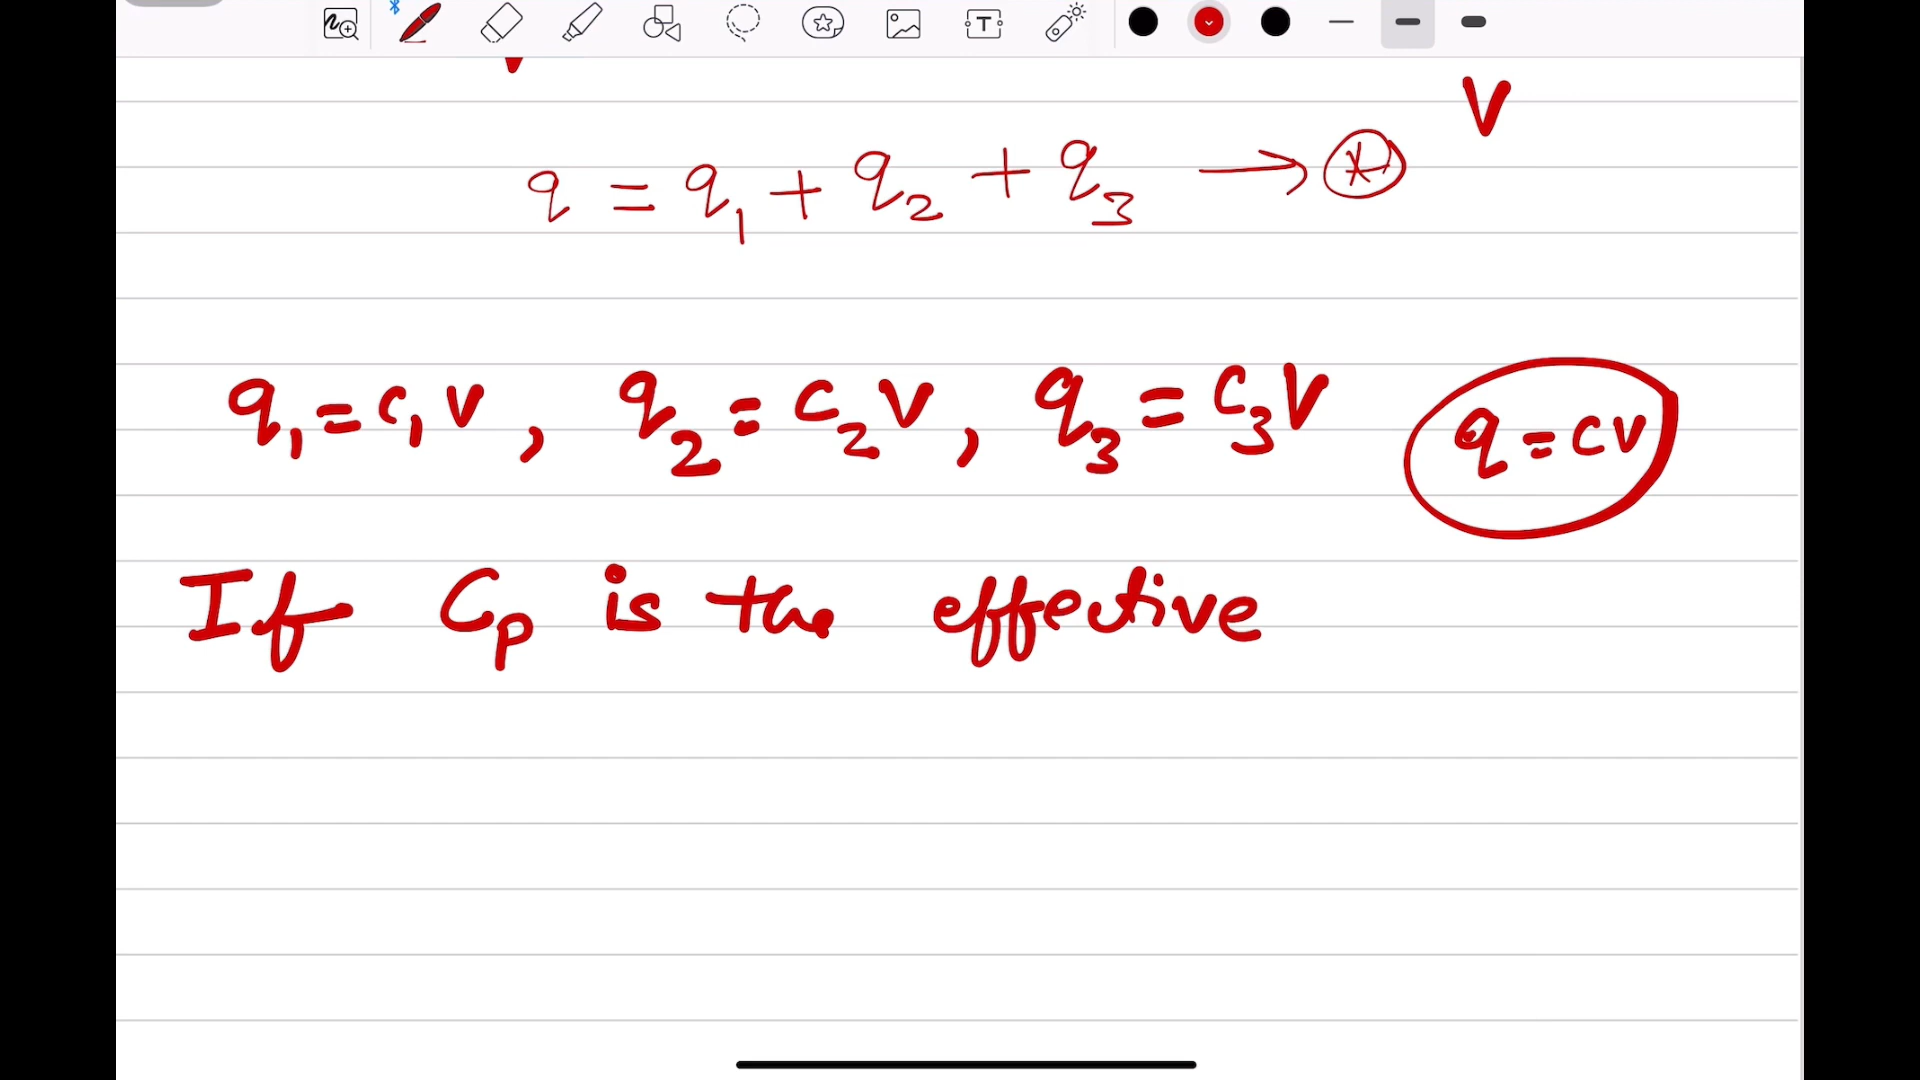 V
q = q₁ + q₂ + q₃ → ⊛
q₁ = c₁V, q₂ = c₂V, q₃ = c₃V q = cv
If Cp is the effective